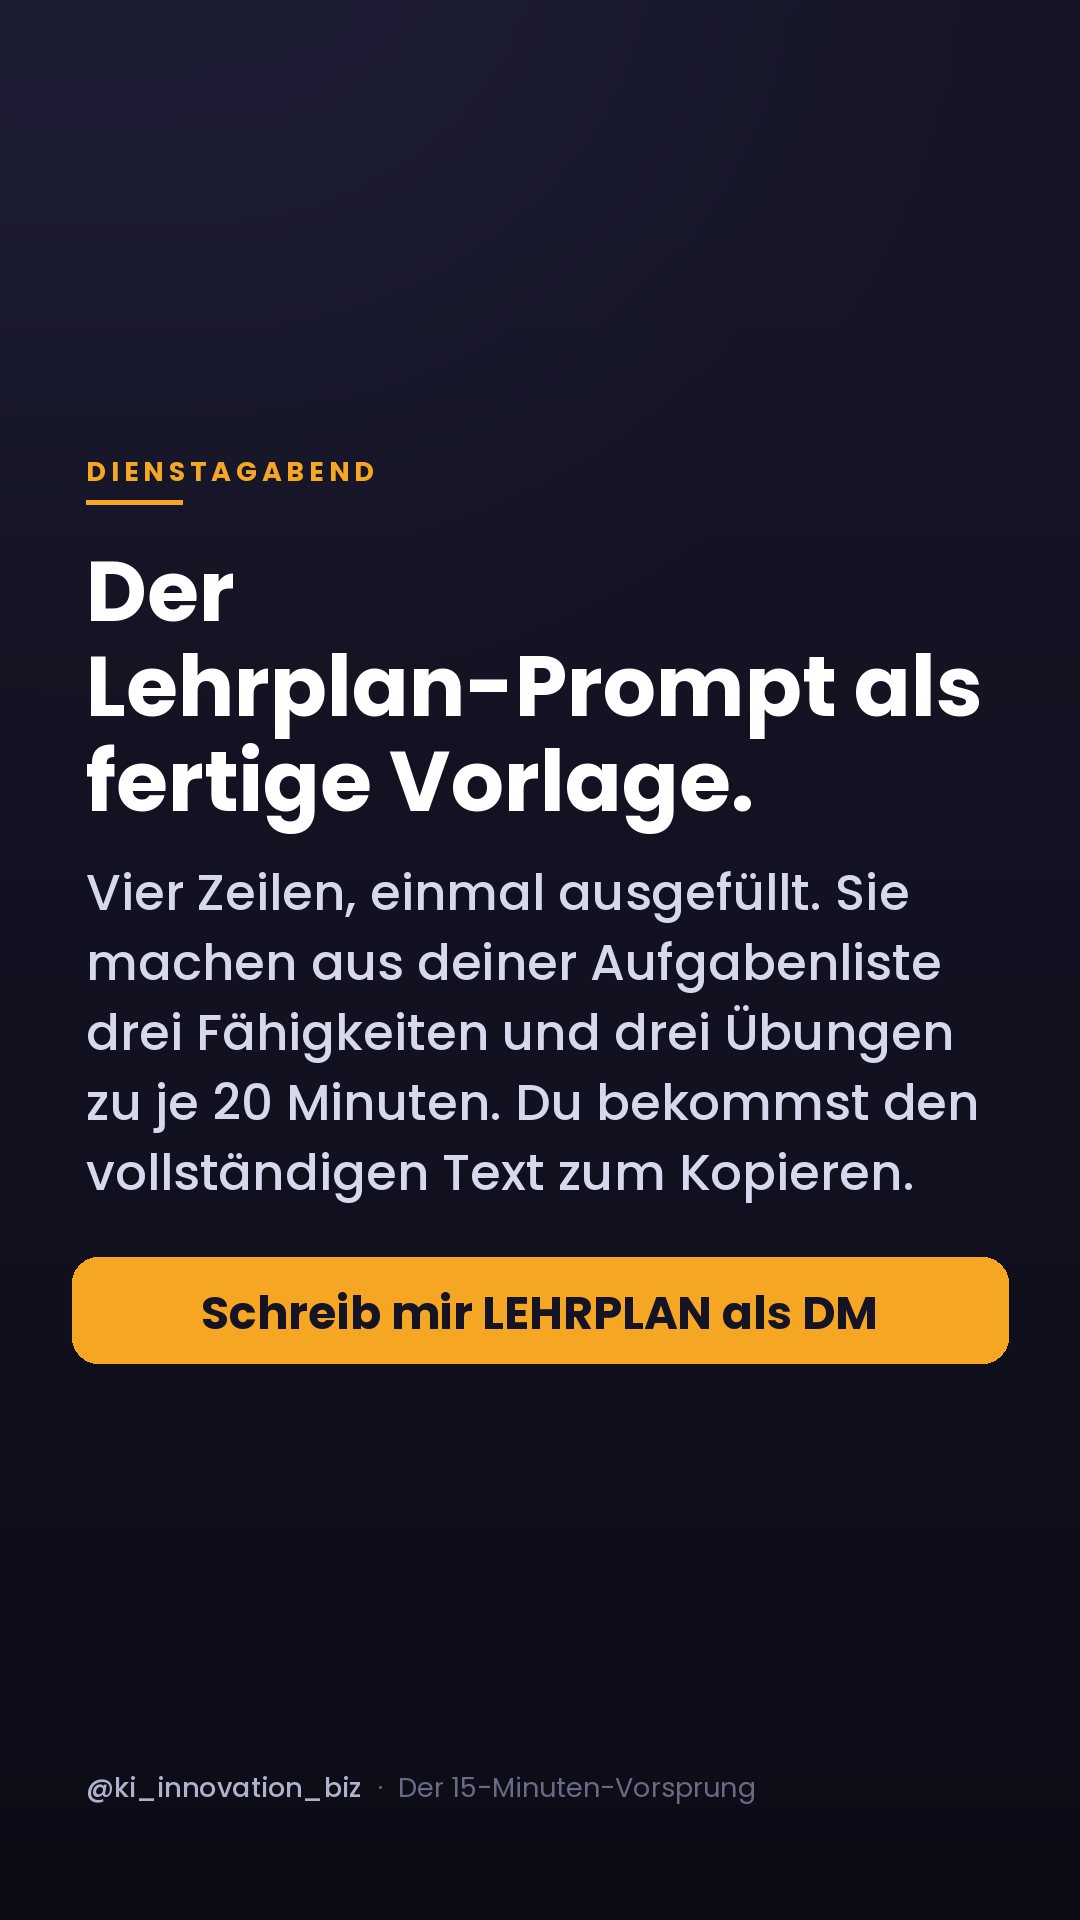 DIENSTAGABEND
Der
Lehrplan-Prompt als
fertige Vorlage.
Vier Zeilen, einmal ausgefüllt. Sie
machen aus deiner Aufgabenliste
drei Fähigkeiten und drei Übungen
zu je 20 Minuten. Du bekommst den
vollständigen Text zum Kopieren.
Schreib mir LEHRPLAN als DM
@ki_innovation_biz · Der 15-Minuten-Vorsprung